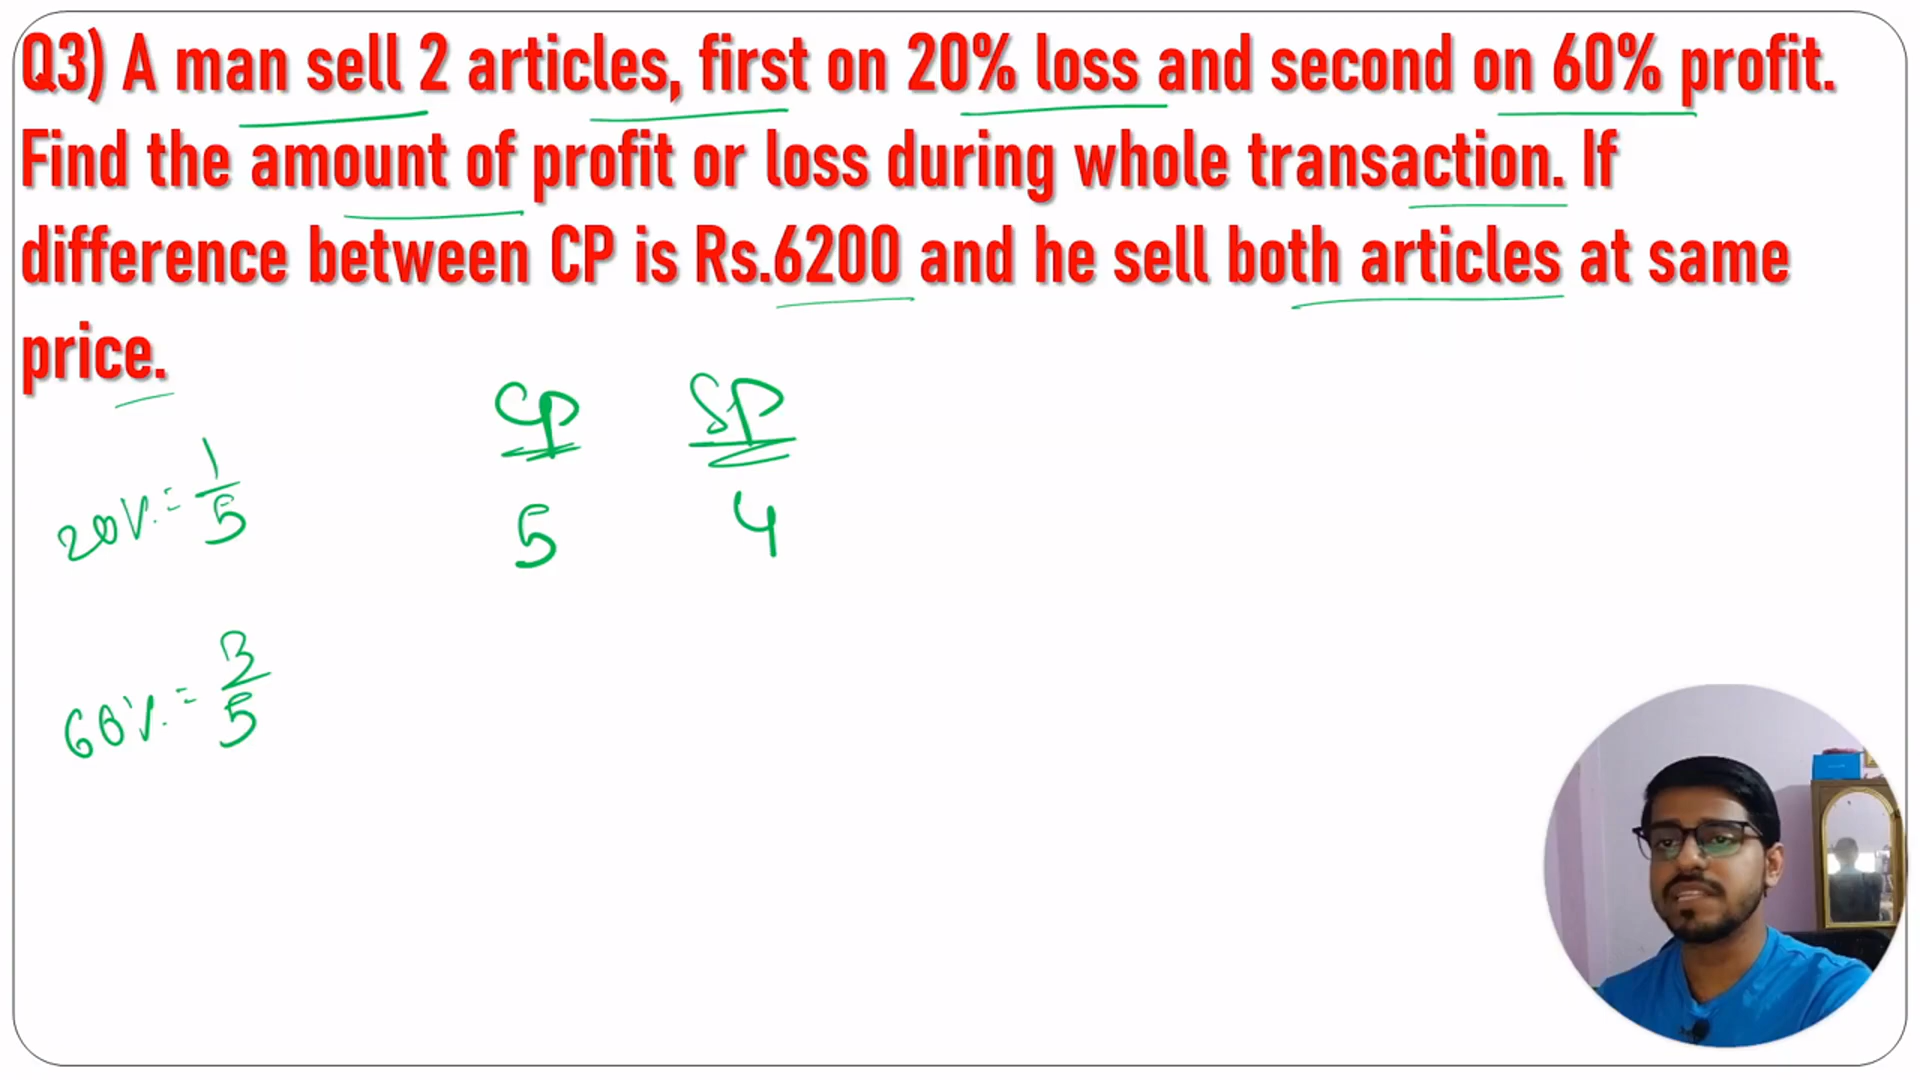 Q3) A man sell 2 articles, first on 20% loss and second on 60% profit.
Find the amount of profit or loss during whole transaction. If
difference between CP is Rs.6200 and he sell both articles at same
price.
CP SP
20%. = 1/5 5 4
60%. = 3/5